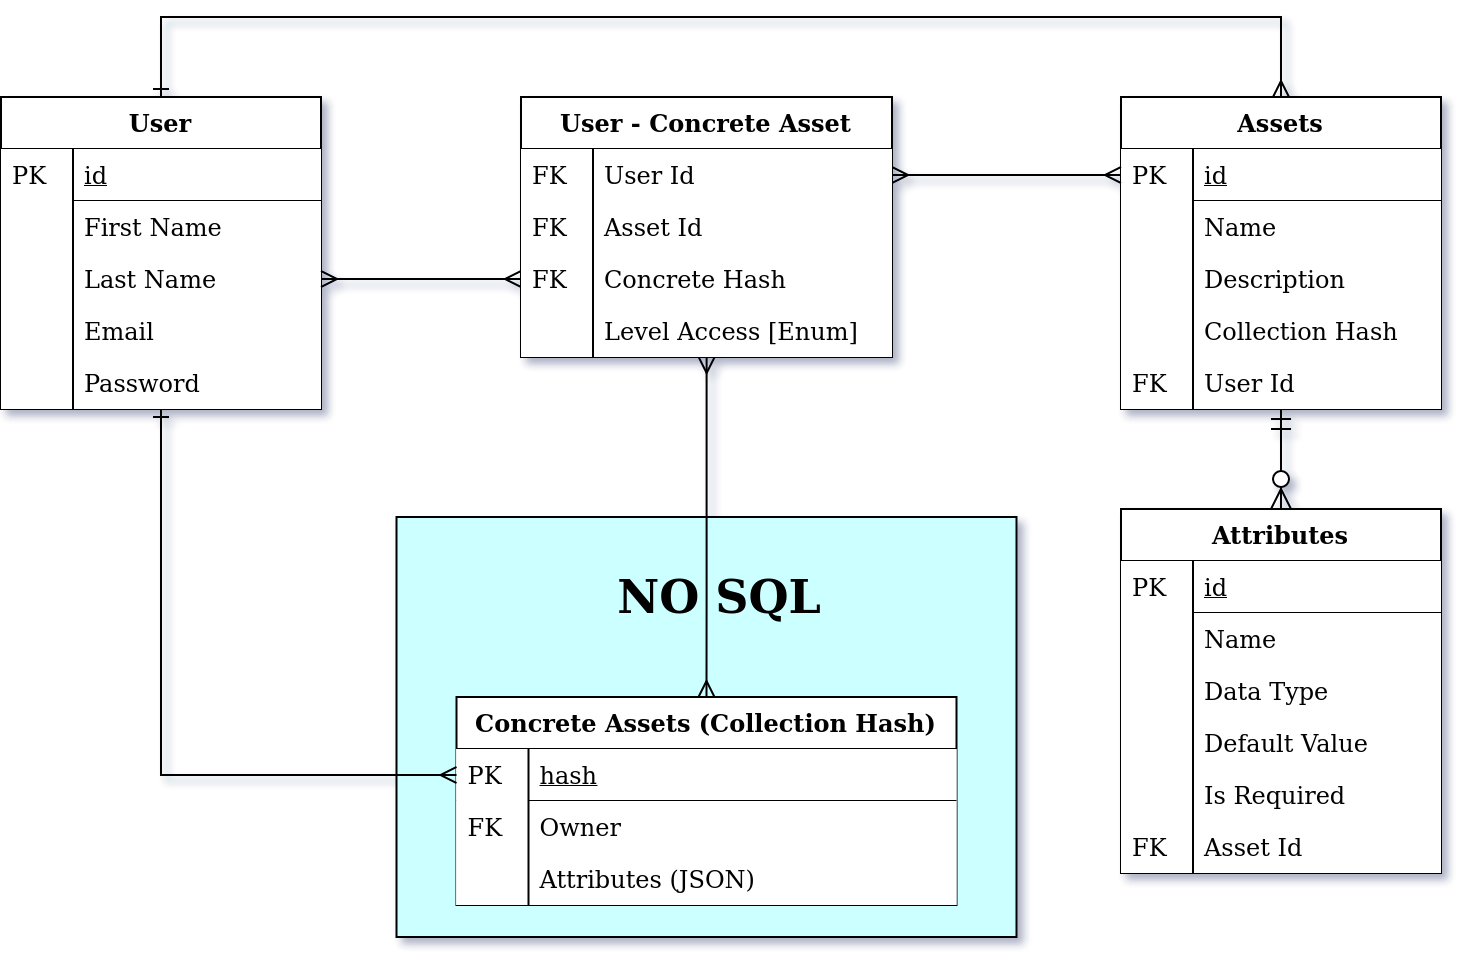 User
PK id
First Name
Last Name
Email
Password
User - Concrete Asset
FK User Id
FK Asset Id
FK Concrete Hash
Level Access [Enum]
Assets
PK id
Name
Description
Collection Hash
FK User Id
Attributes
PK id
Name
Data Type
Default Value
Is Required
FK Asset Id
NO SQL
Concrete Assets (Collection Hash)
PK hash
FK Owner
Attributes (JSON)